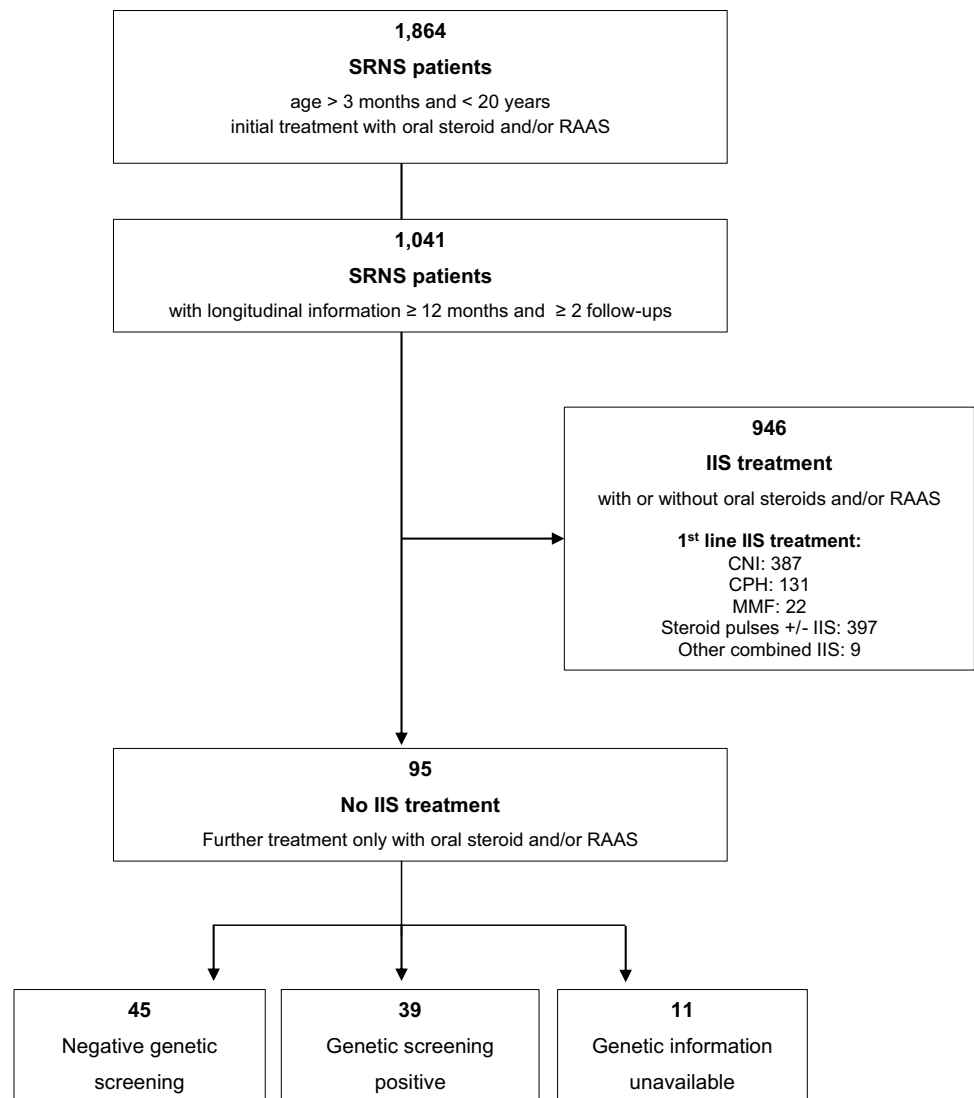 1,864
SRNS patients
age > 3 months and < 20 years
initial treatment with oral steroid and/or RAAS
1,041
SRNS patients
with longitudinal information ≥ 12 months and ≥ 2 follow-ups
946
IIS treatment
with or without oral steroids and/or RAAS
1st line IIS treatment:
CNI: 387
CPH: 131
MMF: 22
Steroid pulses +/- IIS: 397
Other combined IIS: 9
95
No IIS treatment
Further treatment only with oral steroid and/or RAAS
45
Negative genetic
screening
39
Genetic screening
positive
11
Genetic information
unavailable